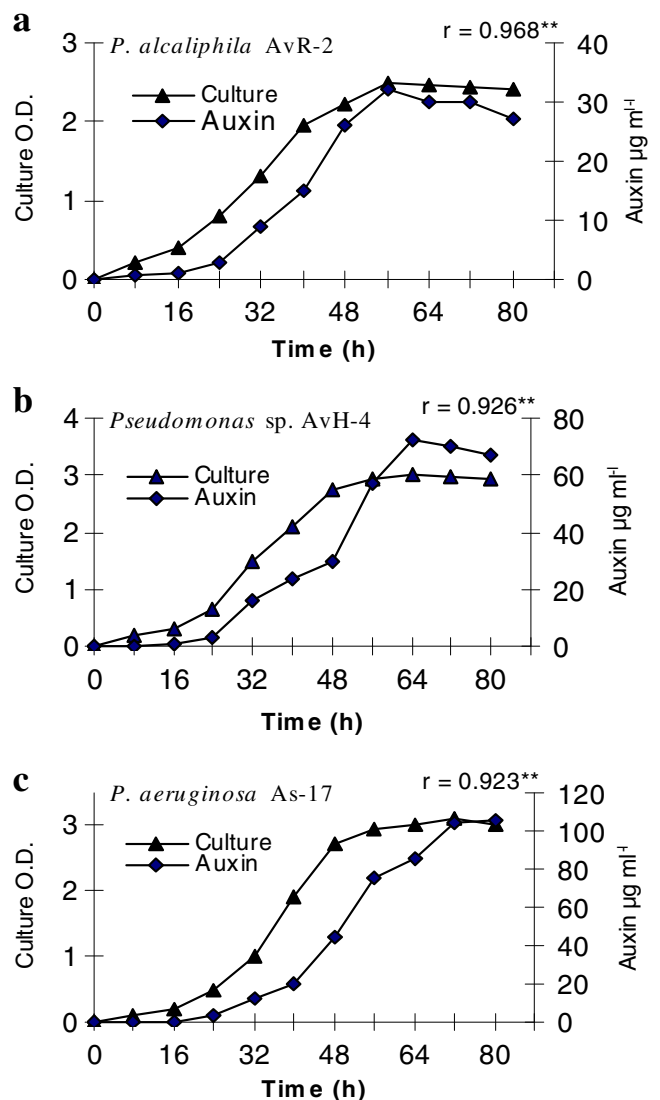 a
P. alcaliphila AvR-2
r = 0.968**
Culture
Auxin
Culture O.D.
3
2
1
0
40
30
20
10
0
Auxin µg ml-l
0 16 32 48 64 80
Time (h)
b
Pseudomonas sp. AvH-4
r = 0.926**
Culture
Auxin
Culture O.D.
4
3
2
1
0
80
60
40
20
0
Auxin µg ml-l
0 16 32 48 64 80
Time (h)
c
P. aeruginosa As-17
r = 0.923**
Culture
Auxin
Culture O.D.
3
2
1
0
120
100
80
60
40
20
0
Auxin µg ml-l
0 16 32 48 64 80
Time (h)